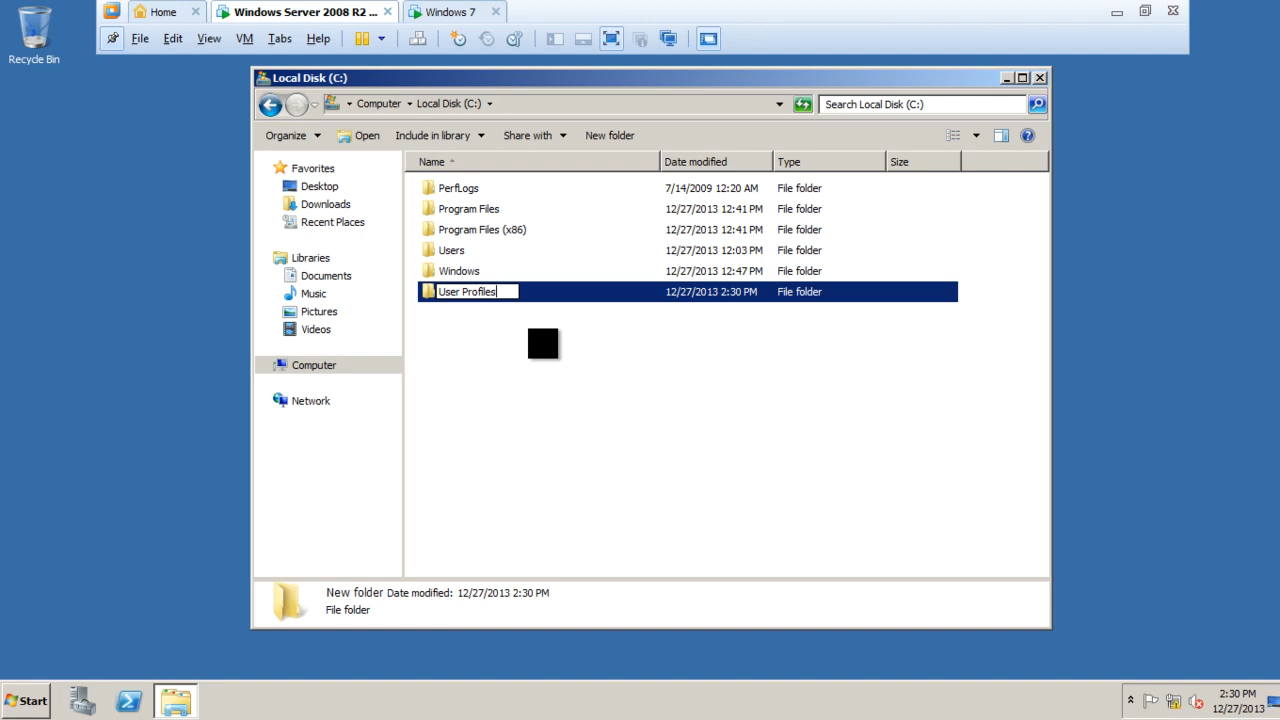 Home
Windows Server 2008 R2 ...
Windows 7
File Edit View VM Tabs Help
Recycle Bin
Local Disk (C:)
Computer Local Disk (C:)
Search Local Disk (C:)
Organize Open Include in library Share with New folder
Name Date modified Type Size
Favorites
Desktop
Downloads
Recent Places
Libraries
Documents
Music
Pictures
Videos
Computer
Network
PerfLogs 7/14/2009 12:20 AM File folder
Program Files 12/27/2013 12:41 PM File folder
Program Files (x86) 12/27/2013 12:41 PM File folder
Users 12/27/2013 12:03 PM File folder
Windows 12/27/2013 12:47 PM File folder
User Profiles 12/27/2013 2:30 PM File folder
New folder Date modified: 12/27/2013 2:30 PM
File folder
Start
2:30 PM
12/27/2013